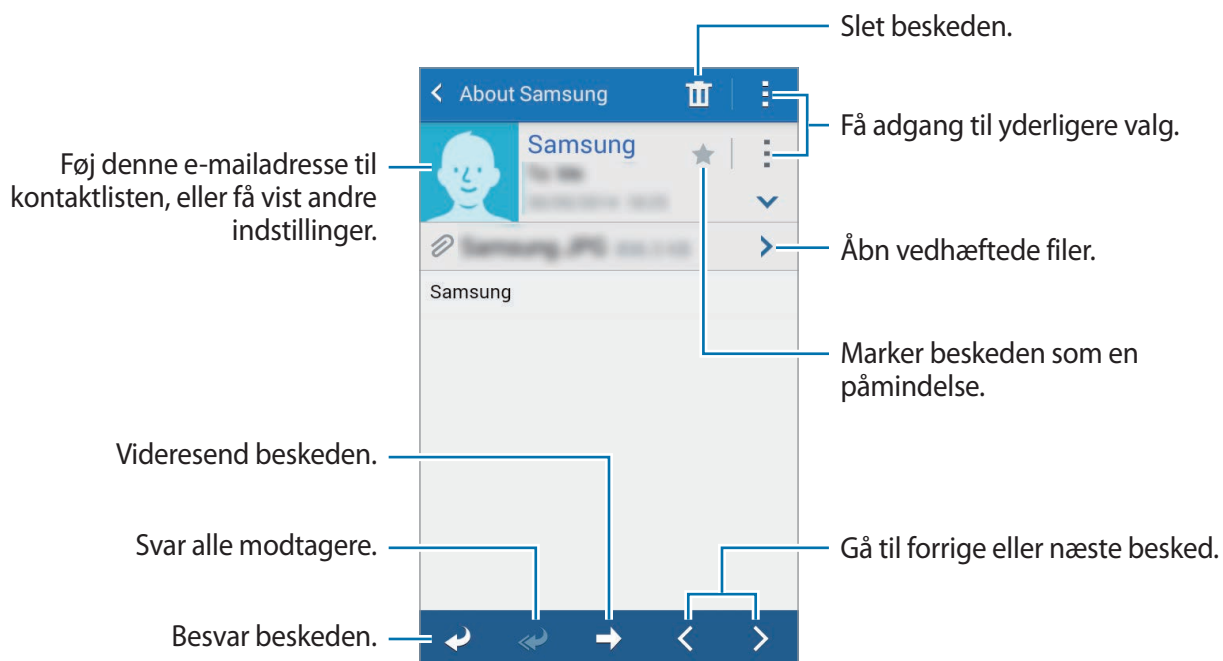 Slet beskeden.
About Samsung
Få adgang til yderligere valg.
Samsung
Føj denne e-mailadresse til
kontaktlisten, eller få vist andre
indstillinger.
Åbn vedhæftede filer.
Samsung
Marker beskeden som en
påmindelse.
Videresend beskeden.
Svar alle modtagere.
Gå til forrige eller næste besked.
Besvar beskeden.